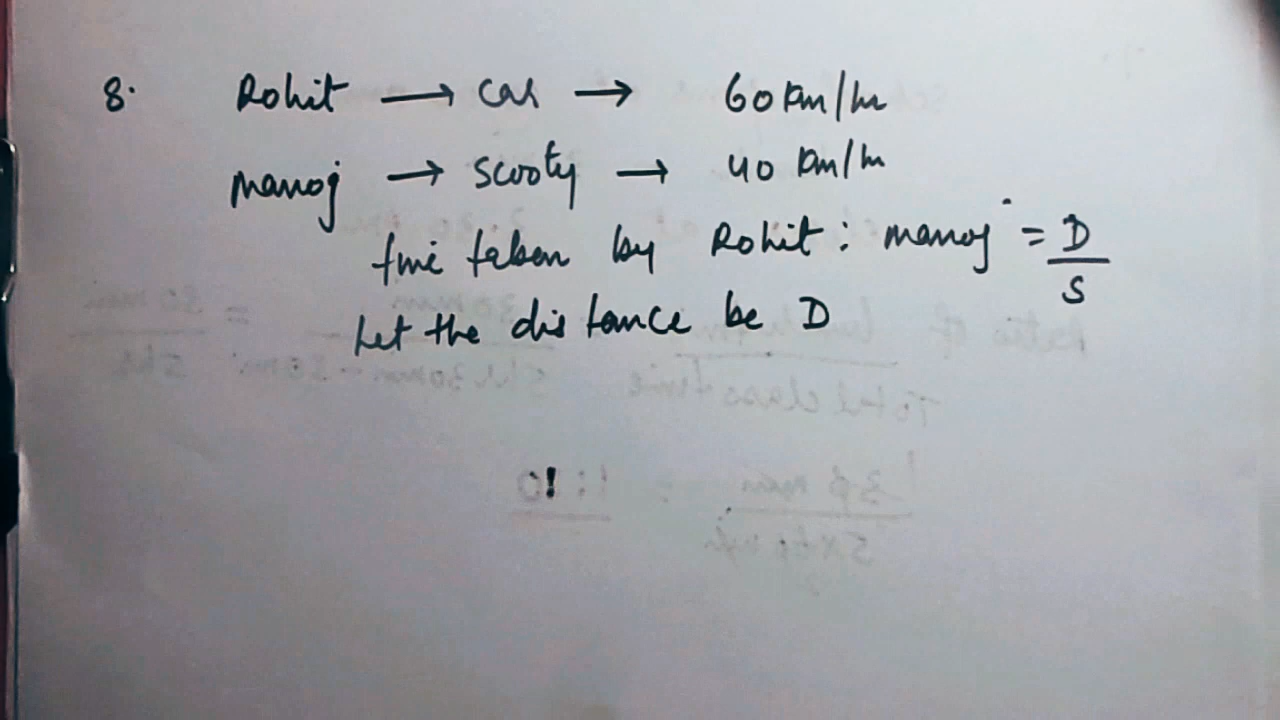 8. Rohit → car → 60 km/hr
Manoj → scooty → 40 km/hr
time taken by Rohit : Manoj = D/S
Let the distance be D